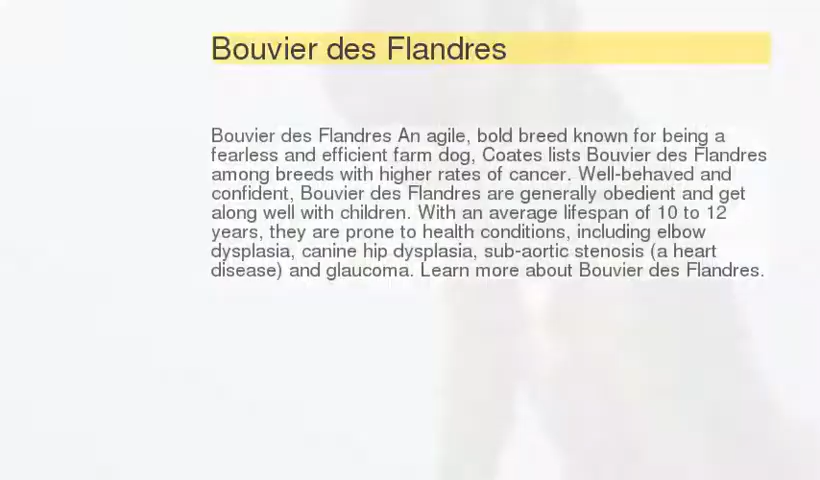 Bouvier des Flandres
Bouvier des Flandres An agile, bold breed known for being a
fearless and efficient farm dog, Coates lists Bouvier des Flandres
among breeds with higher rates of cancer. Well-behaved and
confident, Bouvier des Flandres are generally obedient and get
along well with children. With an average lifespan of 10 to 12
years, they are prone to health conditions, including elbow
dysplasia, canine hip dysplasia, sub-aortic stenosis (a heart
disease) and glaucoma. Learn more about Bouvier des Flandres.